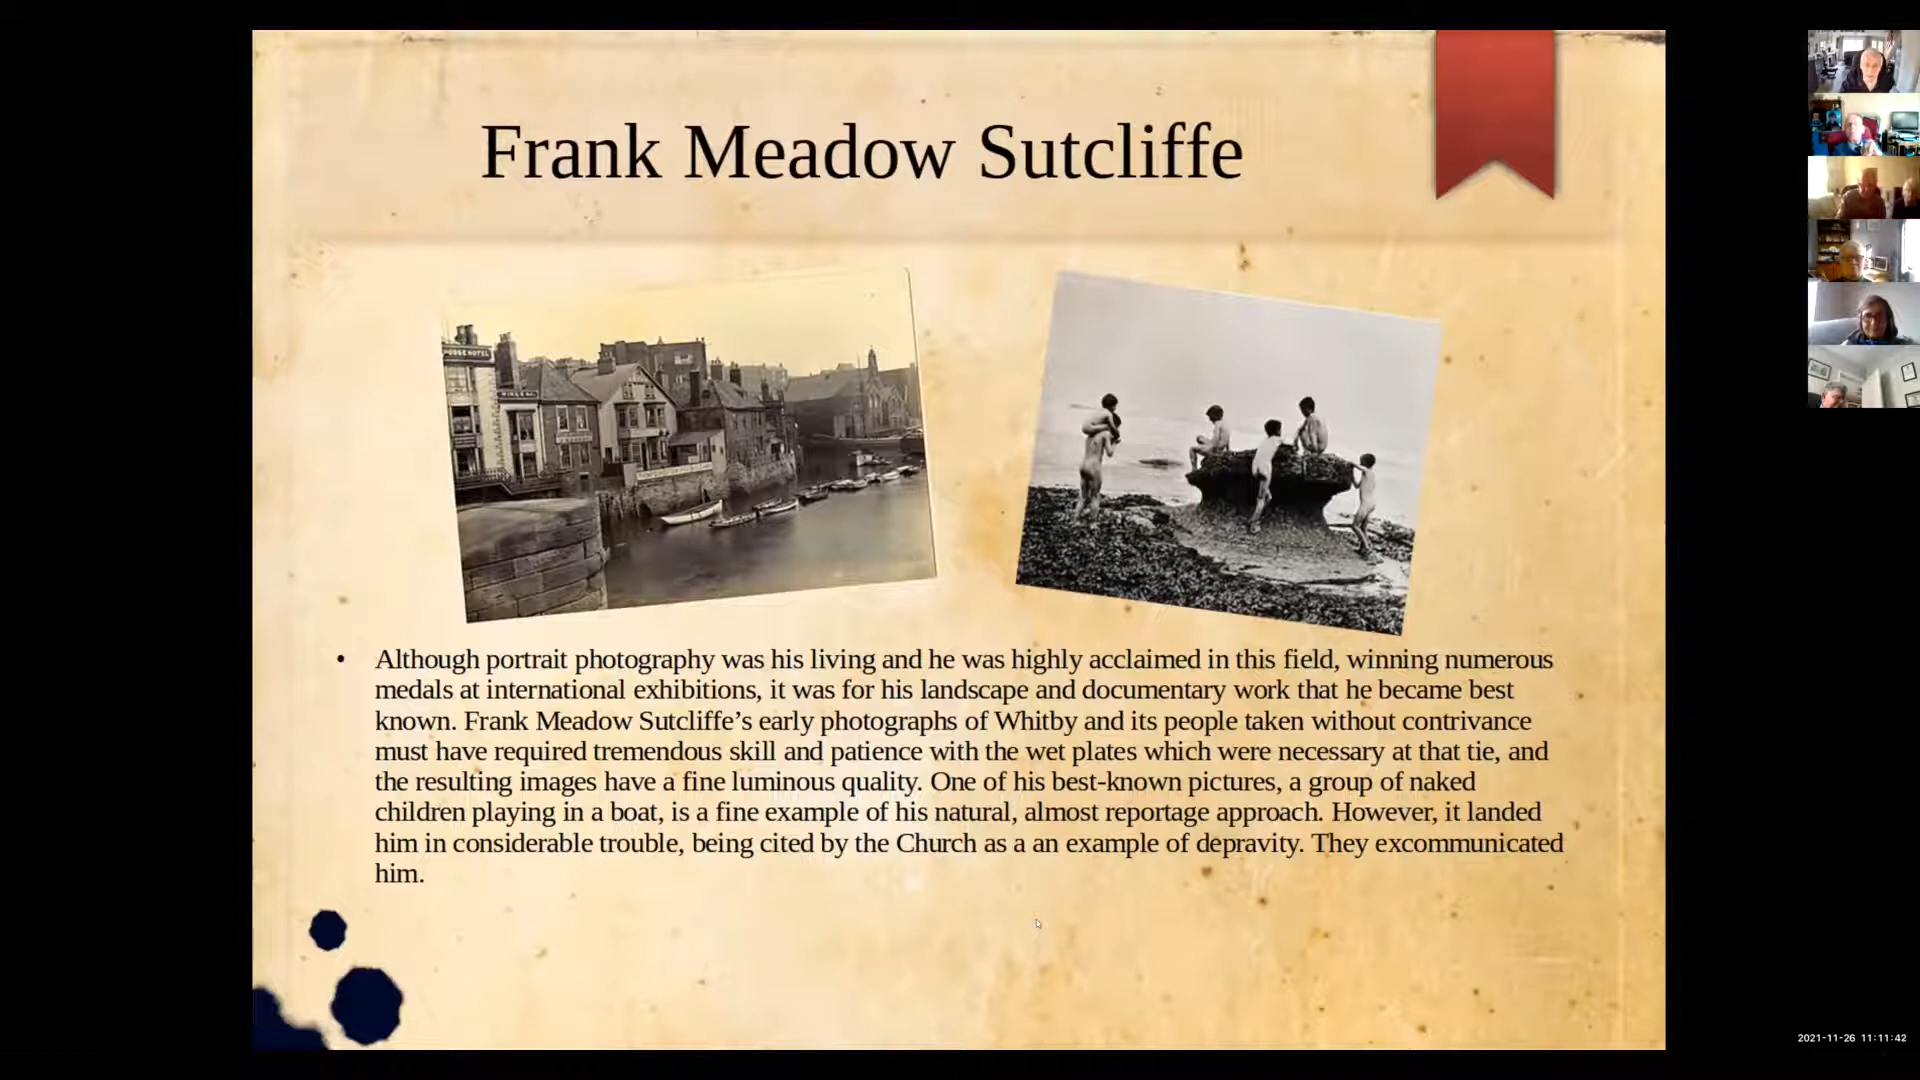 Frank Meadow Sutcliffe
• Although portrait photography was his living and he was highly acclaimed in this field, winning numerous
medals at international exhibitions, it was for his landscape and documentary work that he became best
known. Frank Meadow Sutcliffe’s early photographs of Whitby and its people taken without contrivance
must have required tremendous skill and patience with the wet plates which were necessary at that tie, and
the resulting images have a fine luminous quality. One of his best-known pictures, a group of naked
children playing in a boat, is a fine example of his natural, almost reportage approach. However, it landed
him in considerable trouble, being cited by the Church as a an example of depravity. They excommunicated
him.
2021-11-26 11:11:42